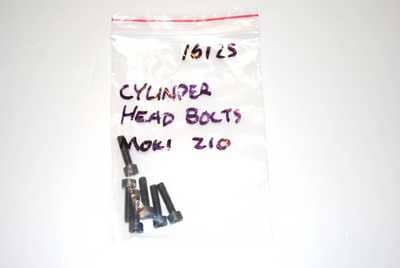 16125
CYLINDER
HEAD BOLTS
MOKI 210